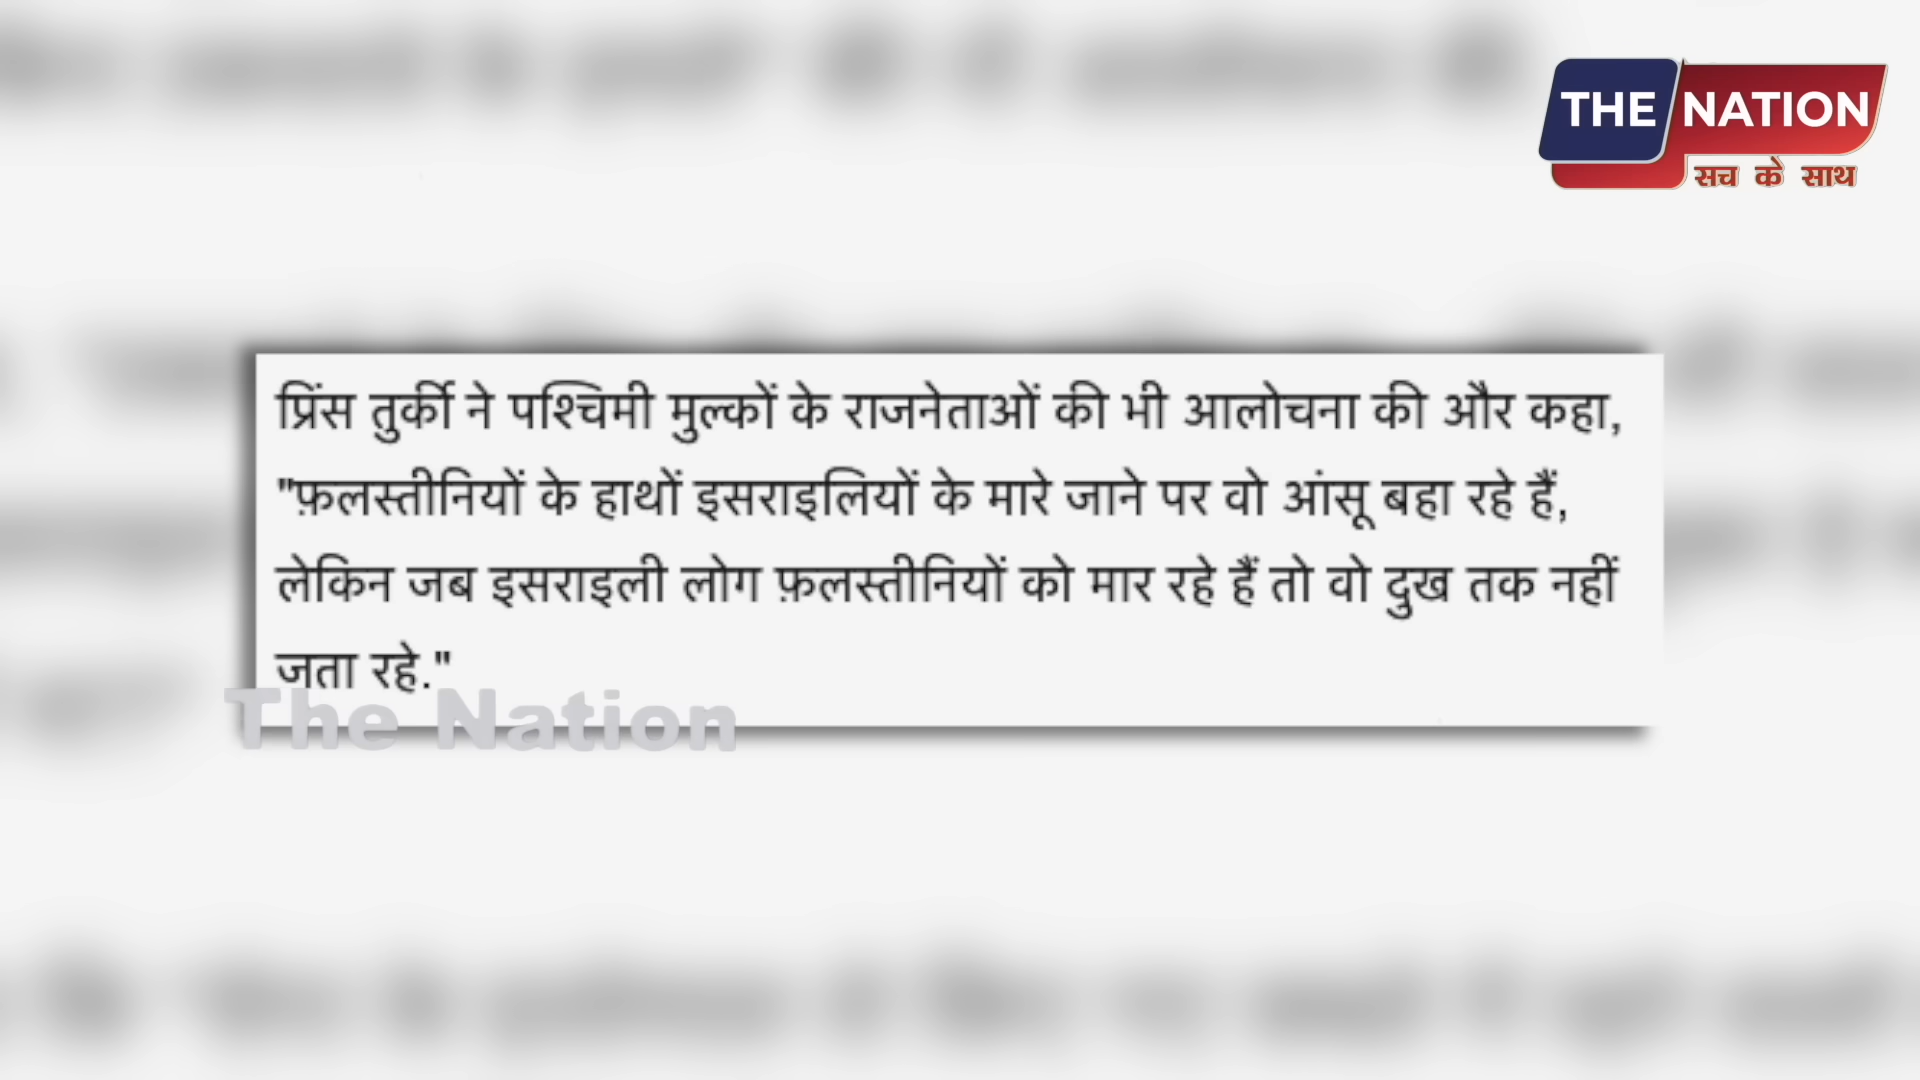 THE NATION
सच के साथ
प्रिंस तुर्की ने पश्चिमी मुल्कों के राजनेताओं की भी आलोचना की और कहा,
"फ़लस्तीनियों के हाथों इसराइलियों के मारे जाने पर वो आंसू बहा रहे हैं,
लेकिन जब इसराइली लोग फ़लस्तीनियों को मार रहे हैं तो वो दुख तक नहीं
जता रहे."
The Nation